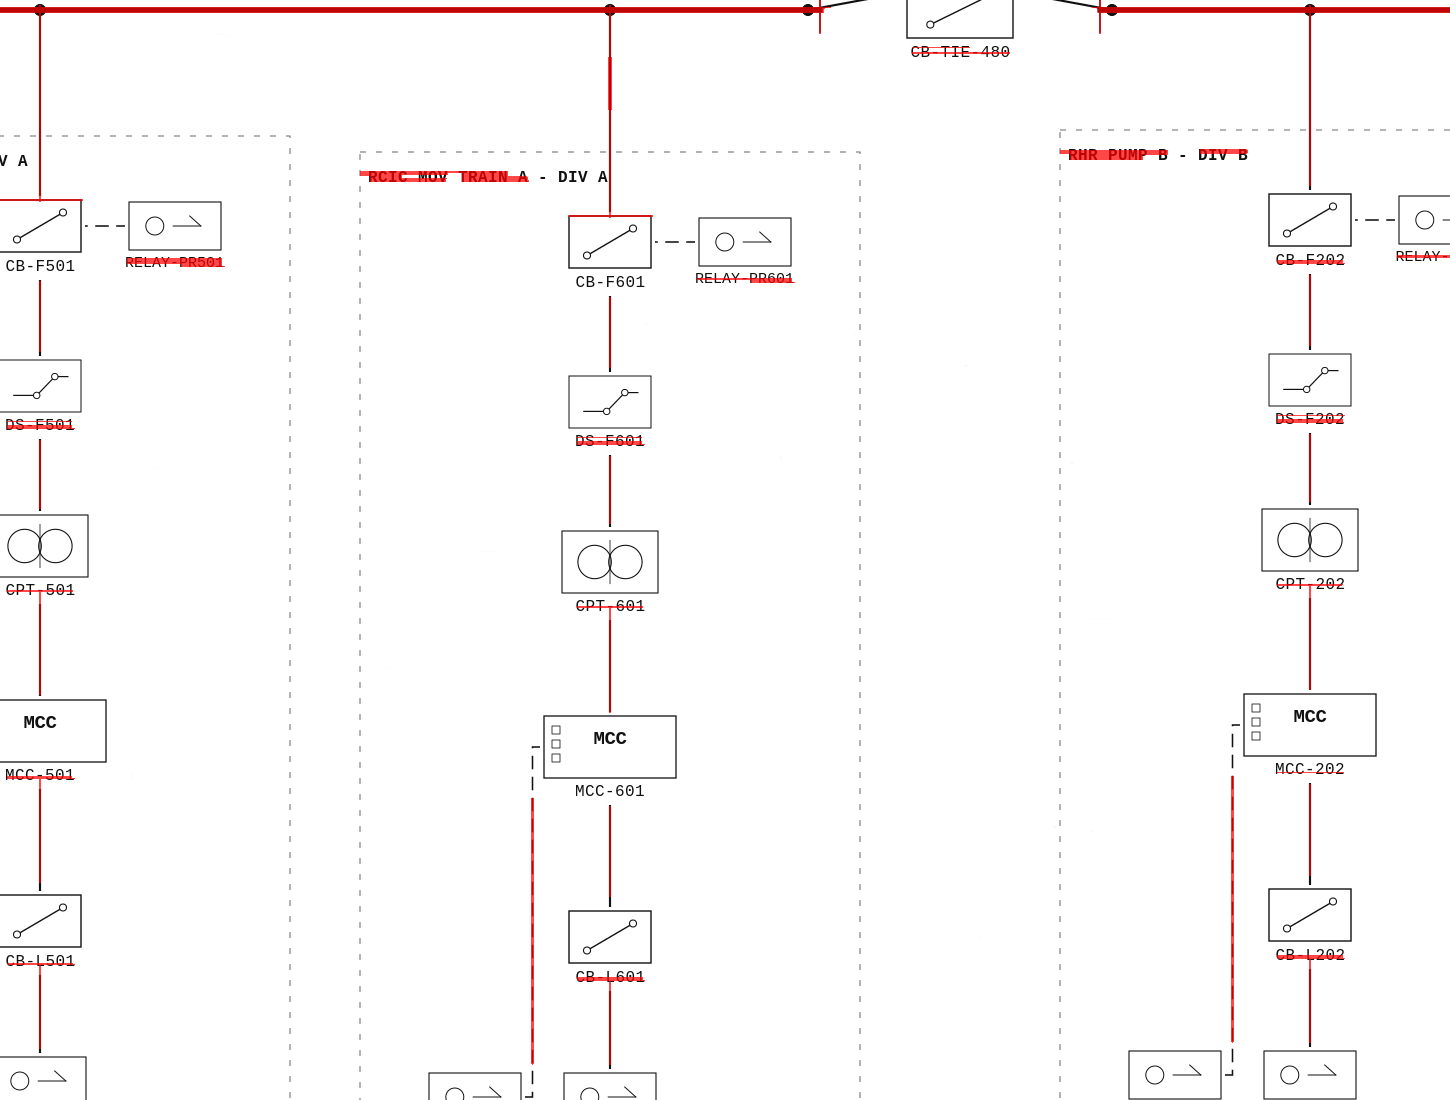 CB-TIE-480
V A
RCIC MOV TRAIN A - DIV A
RHR PUMP B - DIV B
CB-F501
RELAY-PR501
CB-F601
RELAY-PR601
CB-F202
RELAY-
DS-F501
DS-F601
DS-F202
CPT-501
CPT-601
CPT-202
MCC
MCC-501
MCC
MCC-601
MCC
MCC-202
CB-L501
CB-L601
CB-L202